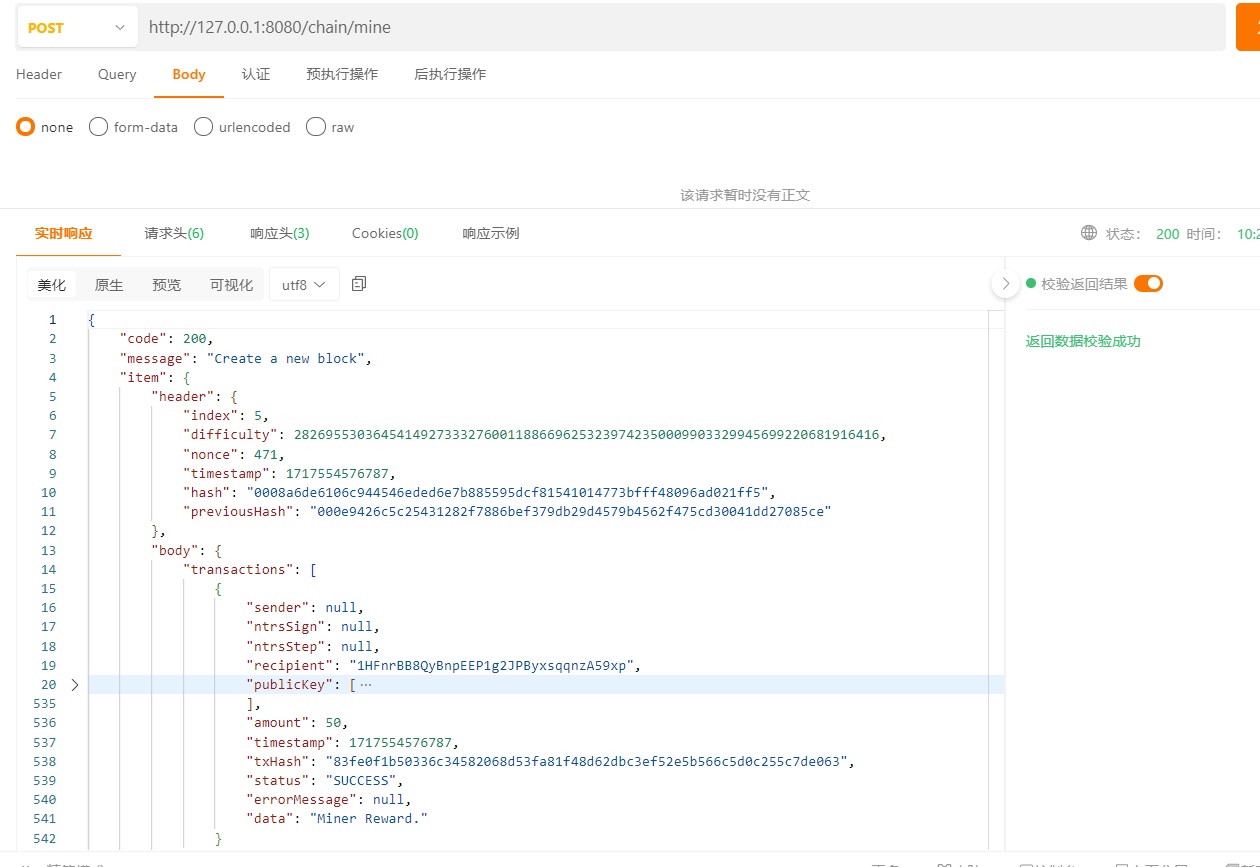 POST http://127.0.0.1:8080/chain/mine
Header Query Body 认证 预执行操作 后执行操作
none form-data urlencoded raw
该请求暂时没有正文
实时响应 请求头(6) 响应头(3) Cookies(0) 响应示例 状态： 200 时间： 10:2
美化 原生 预览 可视化 utf8 校验返回结果
返回数据校验成功
1 {
2 "code": 200,
3 "message": "Create a new block",
4 "item": {
5 "header": {
6 "index": 5,
7 "difficulty": 282695530364541492733327600118866962532397423500099033299456992206819164​16,
8 "nonce": 471,
9 "timestamp": 1717554576787,
10 "hash": "0008a6de6106c944546eded6e7b885595dcf81541014773bfff48096ad021ff5",
11 "previousHash": "000e9426c5c25431282f7886bef379db29d4579b4562f475cd30041dd27085ce"
12 },
13 "body": {
14 "transactions": [
15 {
16 "sender": null,
17 "ntrsSign": null,
18 "ntrsStep": null,
19 "recipient": "1HFnrBB8QyBnpEEP1g2JPByxsqqnzA59xp",
20 "publicKey": [ ···
535 ],
536 "amount": 50,
537 "timestamp": 1717554576787,
538 "txHash": "83fe0f1b50336c34582068d53fa81f48d62dbc3ef52e5b566c5d0c255c7de063",
539 "status": "SUCCESS",
540 "errorMessage": null,
541 "data": "Miner Reward."
542 }